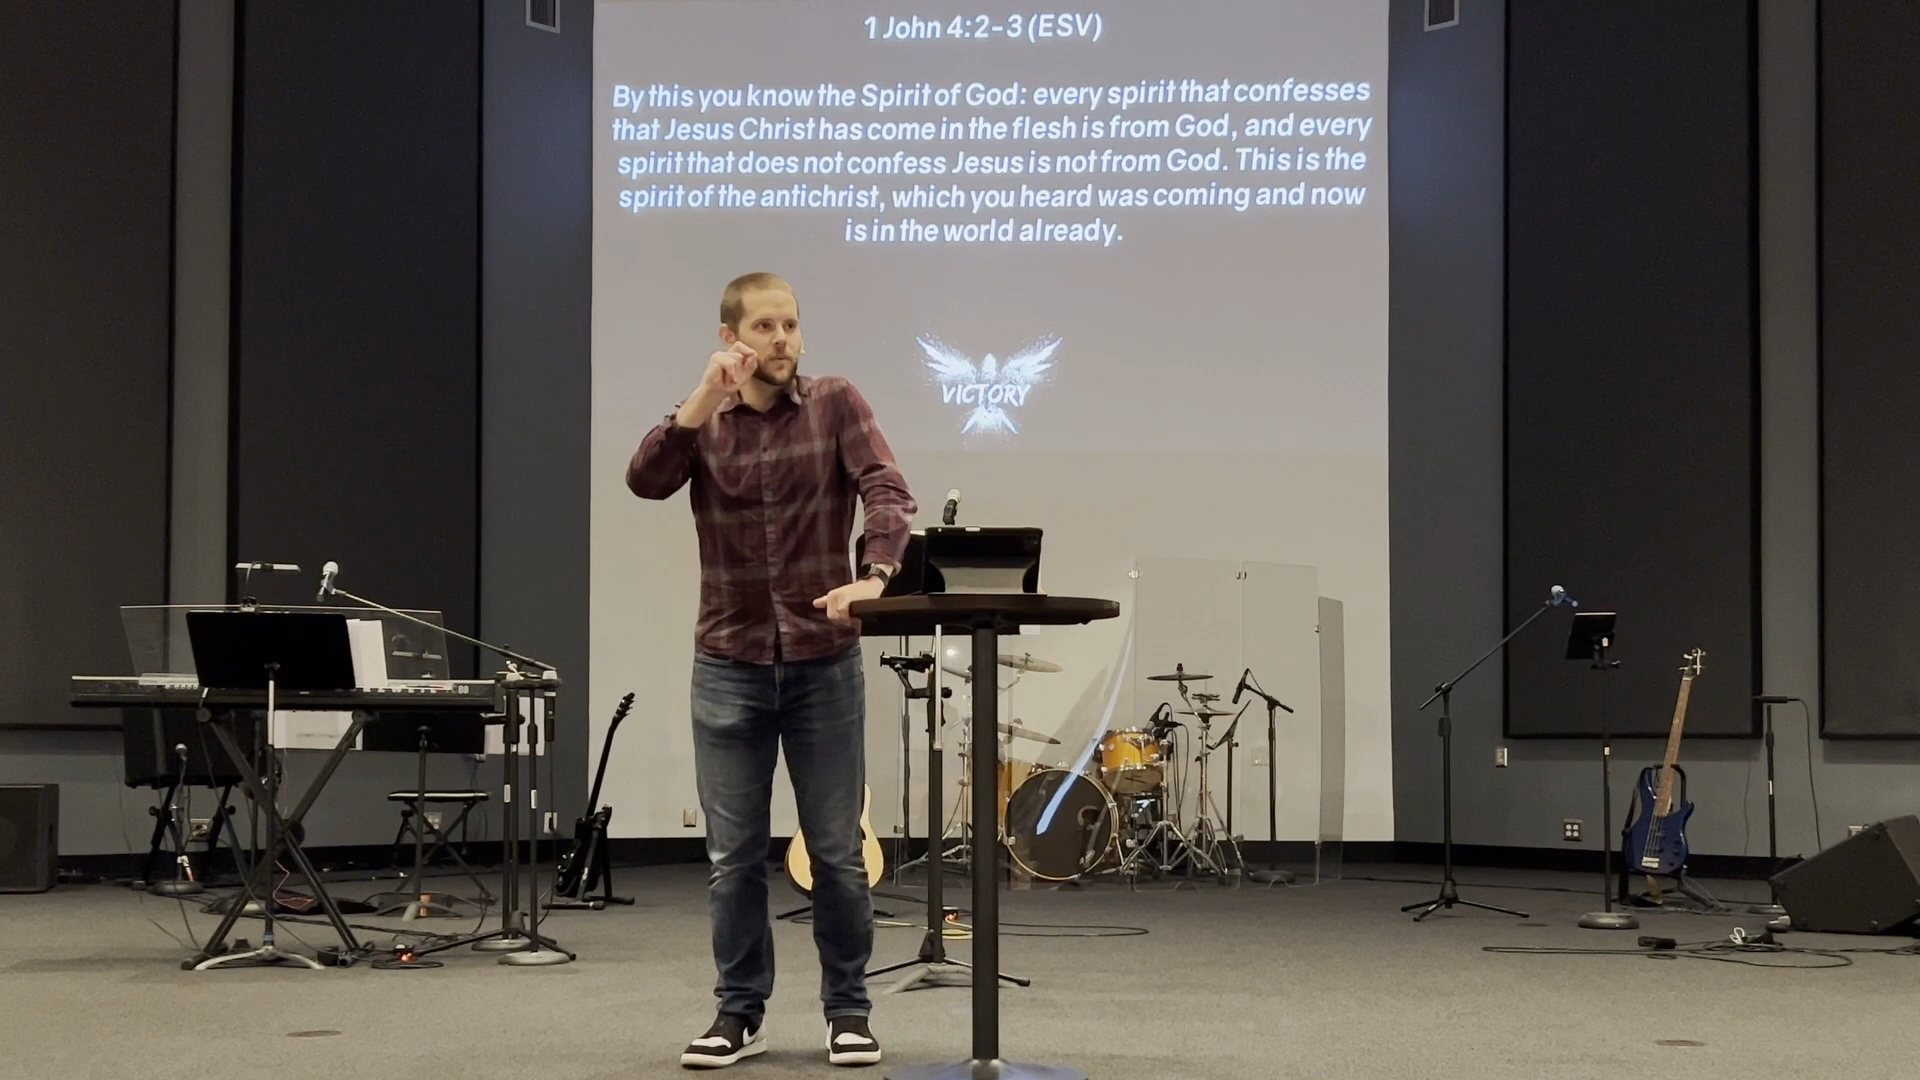 1 John 4:2-3 (ESV)
By this you know the Spirit of God: every spirit that confesses
that Jesus Christ has come in the flesh is from God, and every
spirit that does not confess Jesus is not from God. This is the
spirit of the antichrist, which you heard was coming and now
is in the world already.
VICTORY